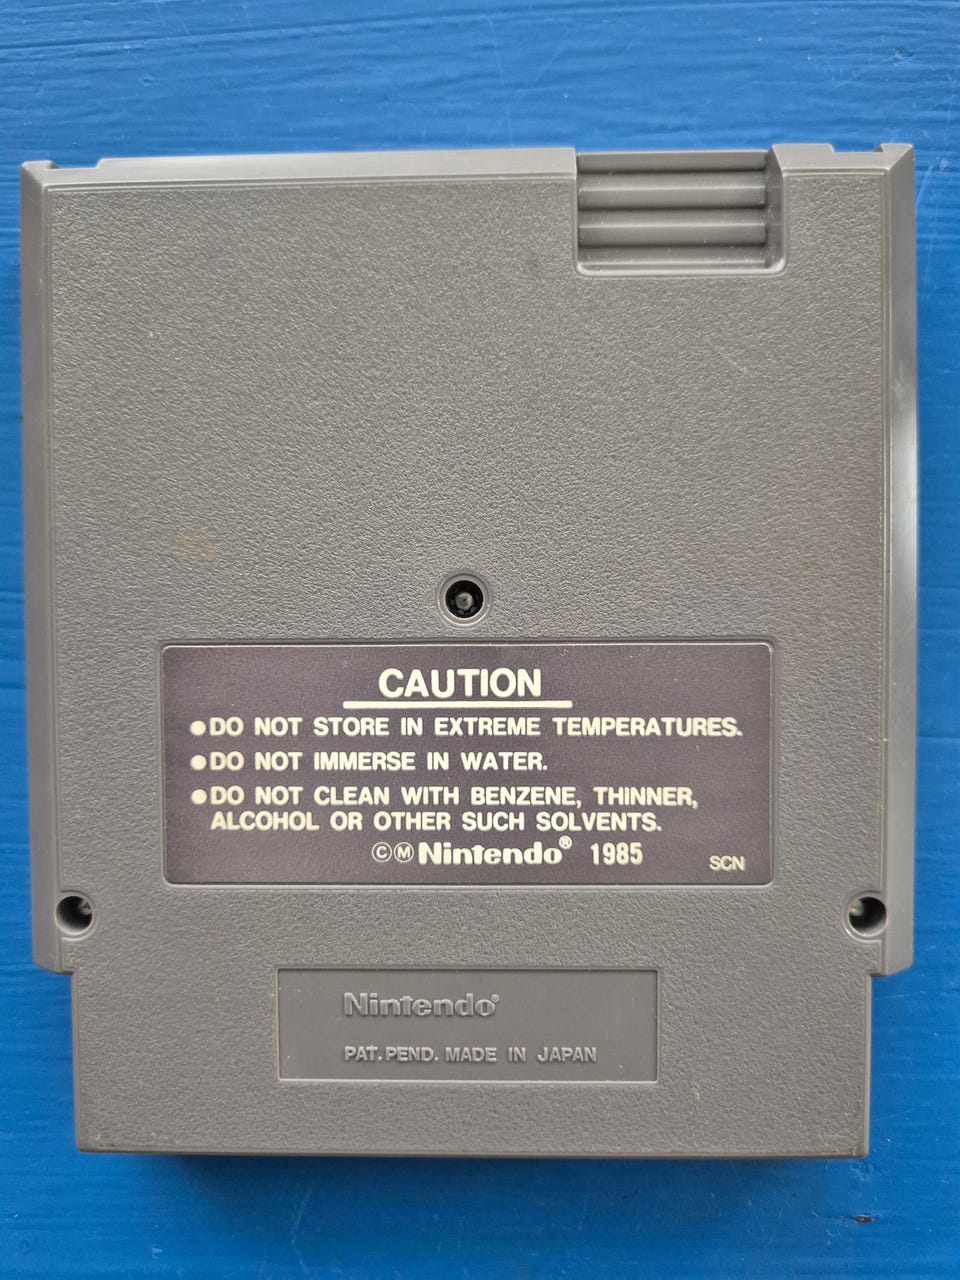 CAUTION
●DO NOT STORE IN EXTREME TEMPERATURES.
●DO NOT IMMERSE IN WATER.
●DO NOT CLEAN WITH BENZENE, THINNER,
ALCOHOL OR OTHER SUCH SOLVENTS.
ⒸⓂNintendo® 1985 SCN
Nintendo®
PAT.PEND. MADE IN JAPAN